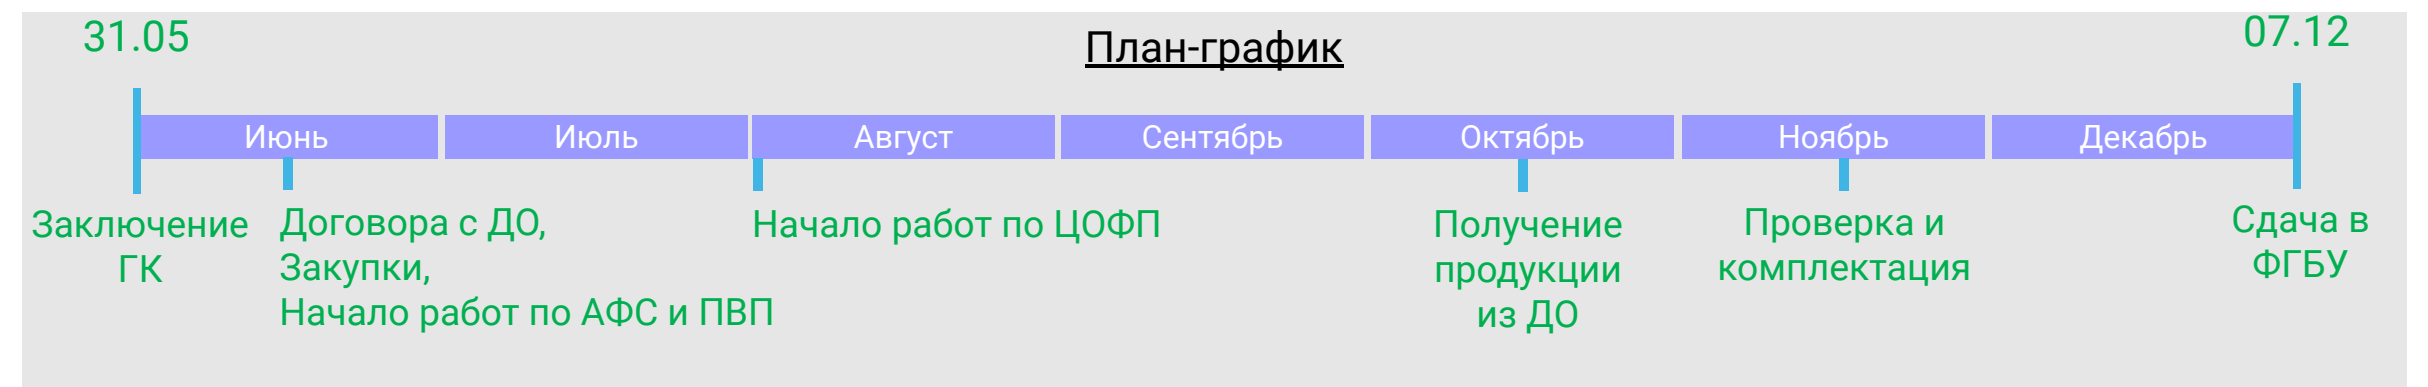 31.05
План-график
07.12
Июнь
Июль
Август
Сентябрь
Октябрь
Ноябрь
Декабрь
Заключение
ГК
Договора с ДО,
Закупки,
Начало работ по АФС и ПВП
Начало работ по ЦОФП
Получение
продукции
из ДО
Проверка и
комплектация
Сдача в
ФГБУ